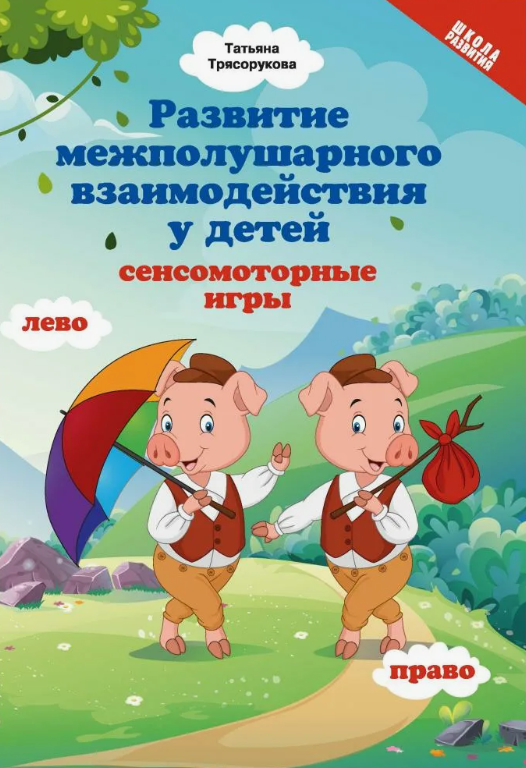 Татьяна
Трясорукова
ШКОЛА
РАЗВИТИЯ
Развитие
межполушарного
взаимодействия
у детей
сенсомоторные
игры
лево
право